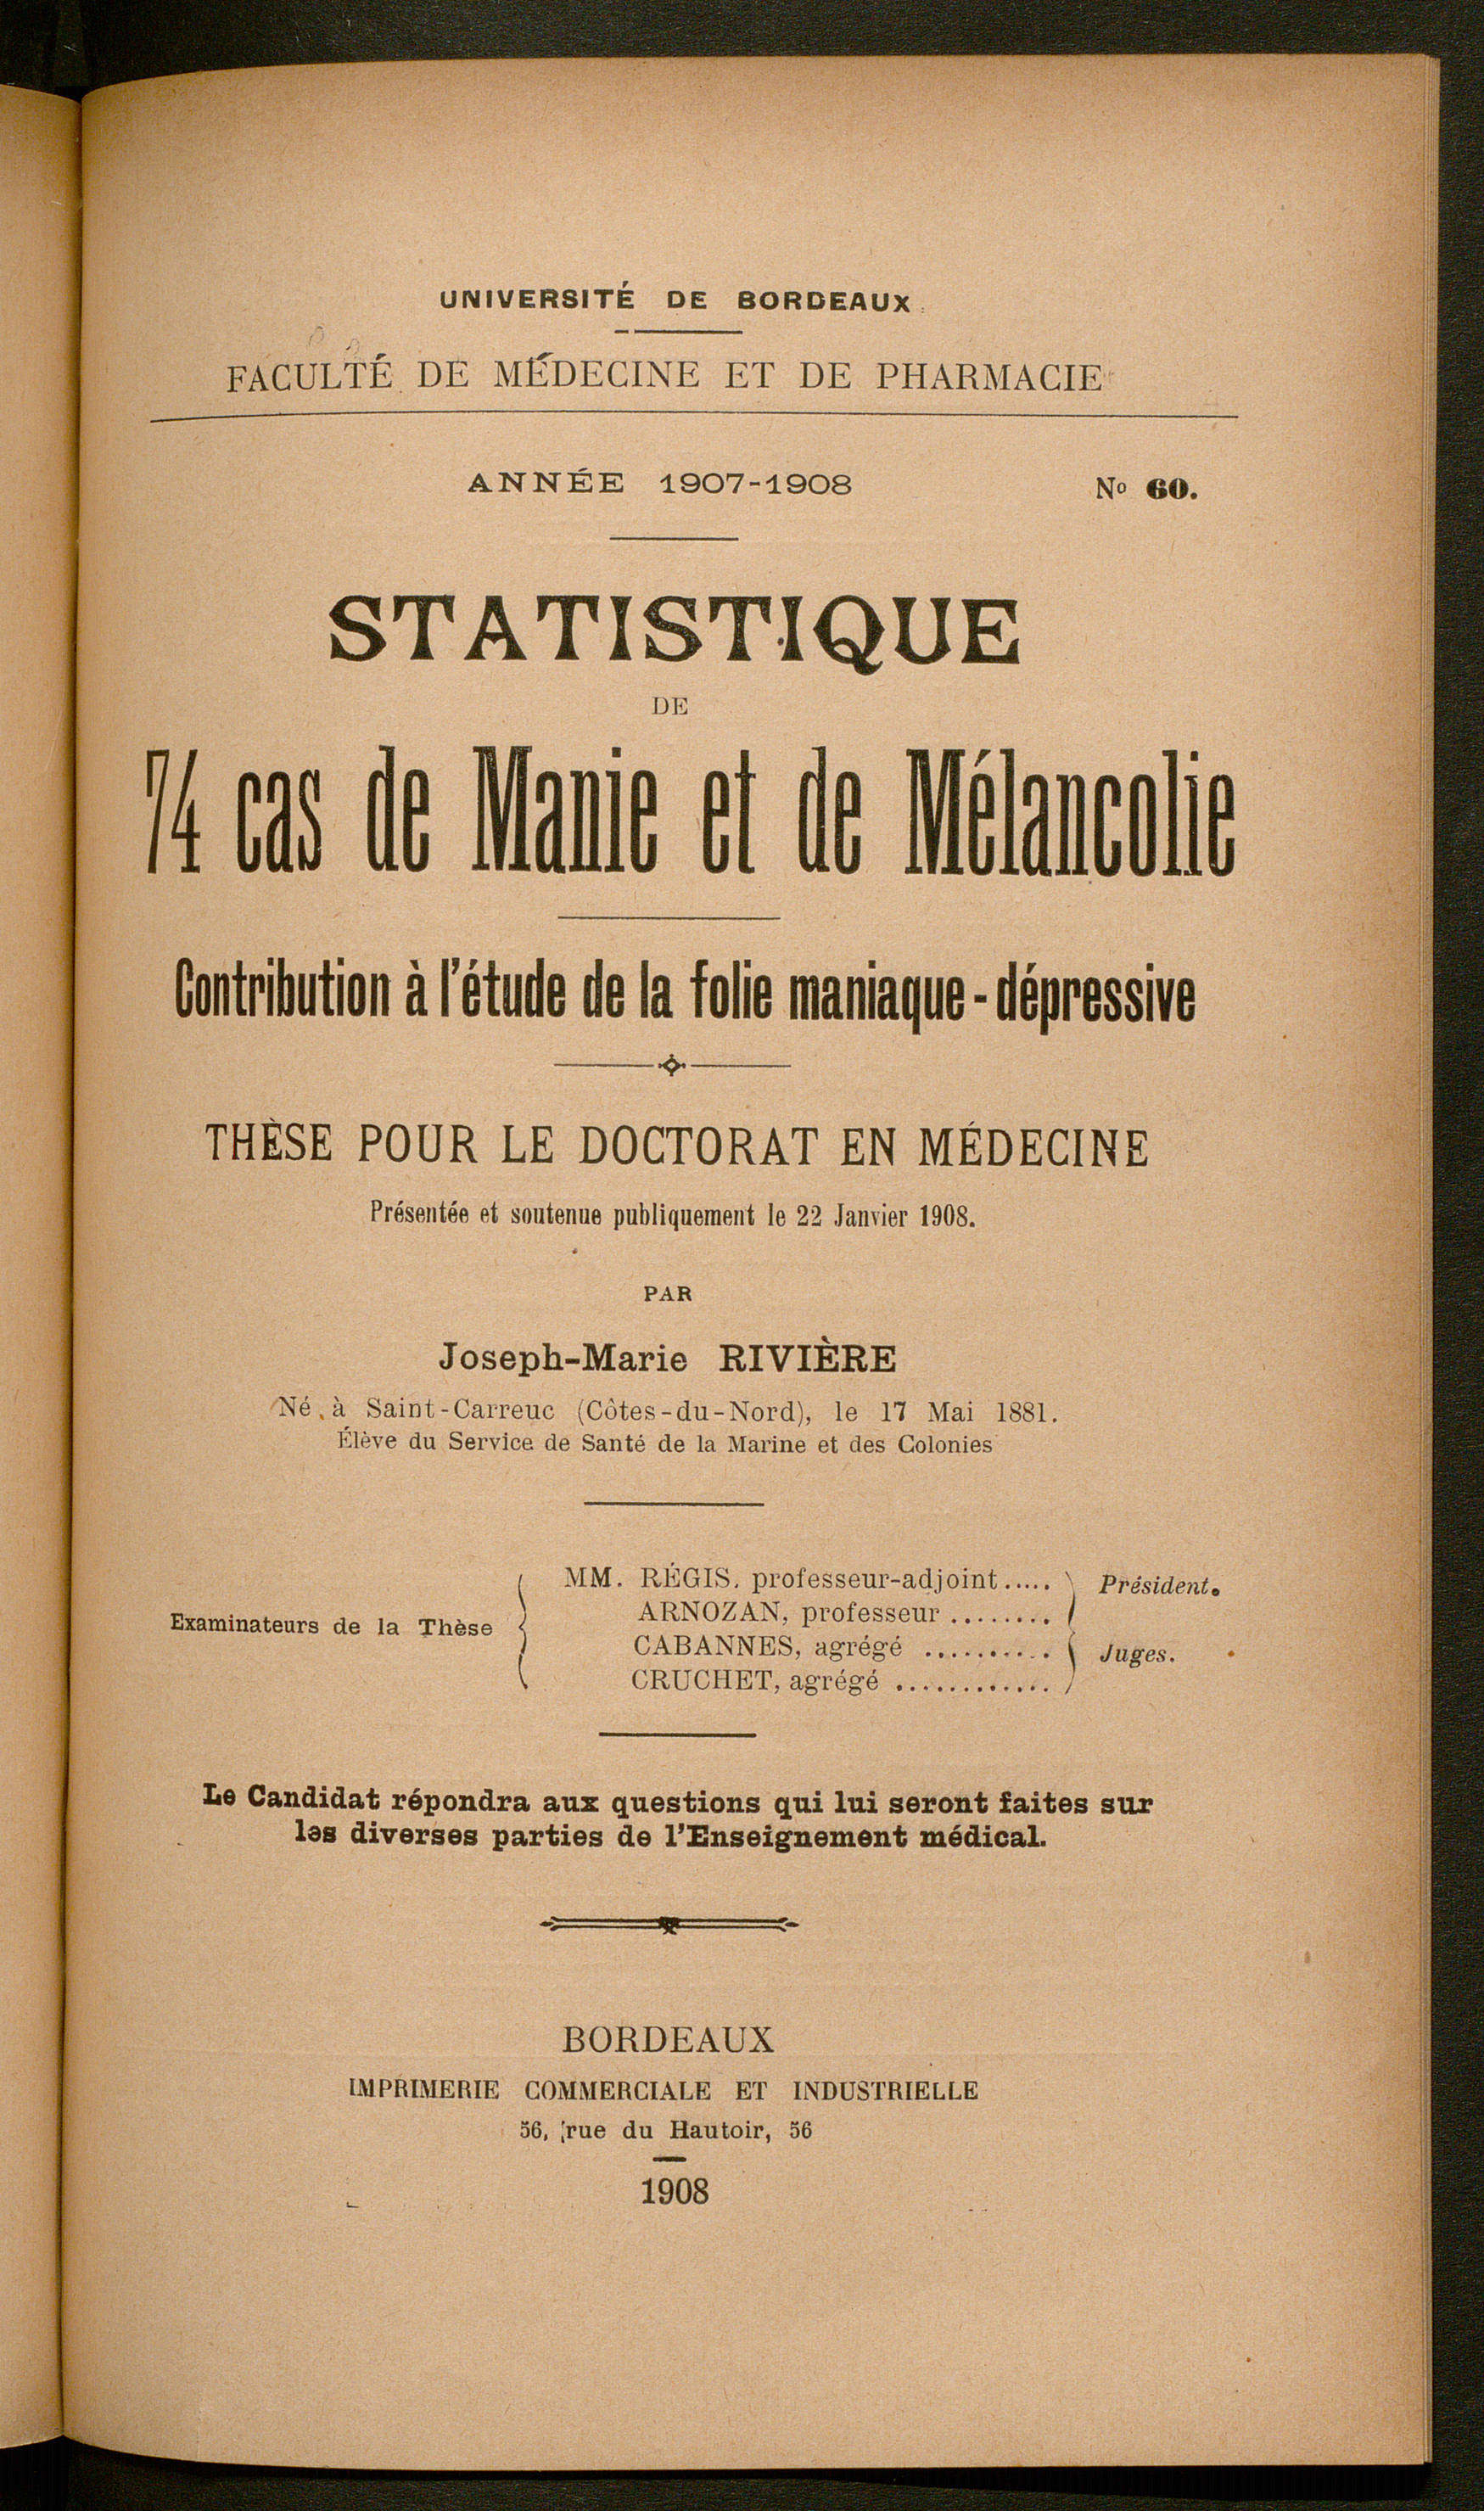 UNIVERSITÉ DE BORDEAUX
FACULTÉ DE MÉDECINE ET DE PHARMACIE
ANNÉE 1907-1908
No 60.
STATISTIQUE
DE
74 cas de Manie et de Mélancolie
Contribution à l'étude de la folie maniaque-dépressive
THÈSE POUR LE DOCTORAT EN MÉDECINE
Présentée et soutenue publiquement le 22 Janvier 1908.
PAR
Joseph-Marie RIVIÈRE
Né à Saint-Carreuc (Côtes-du-Nord), le 17 Mai 1881.
Élève du Service de Santé de la Marine et des Colonies
Examinateurs de la Thèse
MM. RÉGIS, professeur-adjoint..... Président.
ARNOZAN, professeur ........
CABANNES, agrégé .......... Juges.
CRUCHET, agrégé ............
Le Candidat répondra aux questions qui lui seront faites sur
les diverses parties de l'Enseignement médical.
BORDEAUX
IMPRIMERIE COMMERCIALE ET INDUSTRIELLE
56, rue du Hautoir, 56
1908